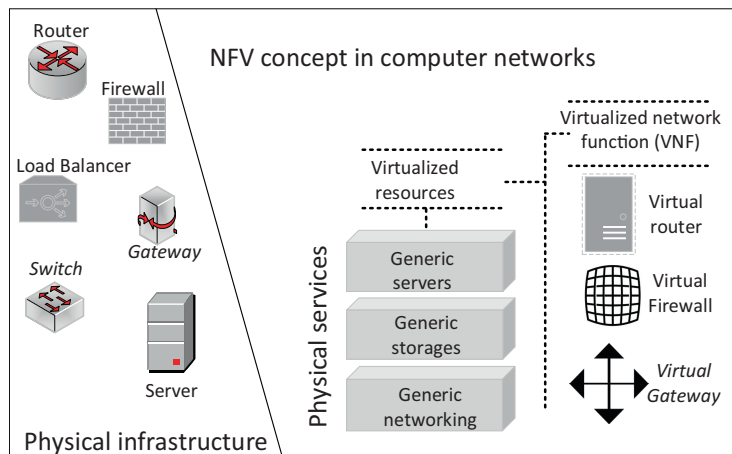 Router
Firewall
Load Balancer
Gateway
Switch
Server
Physical infrastructure
NFV concept in computer networks
Virtualized
resources
Physical services
Generic
servers
Generic
storages
Generic
networking
Virtualized network
function (VNF)
Virtual
router
Virtual
Firewall
Virtual
Gateway